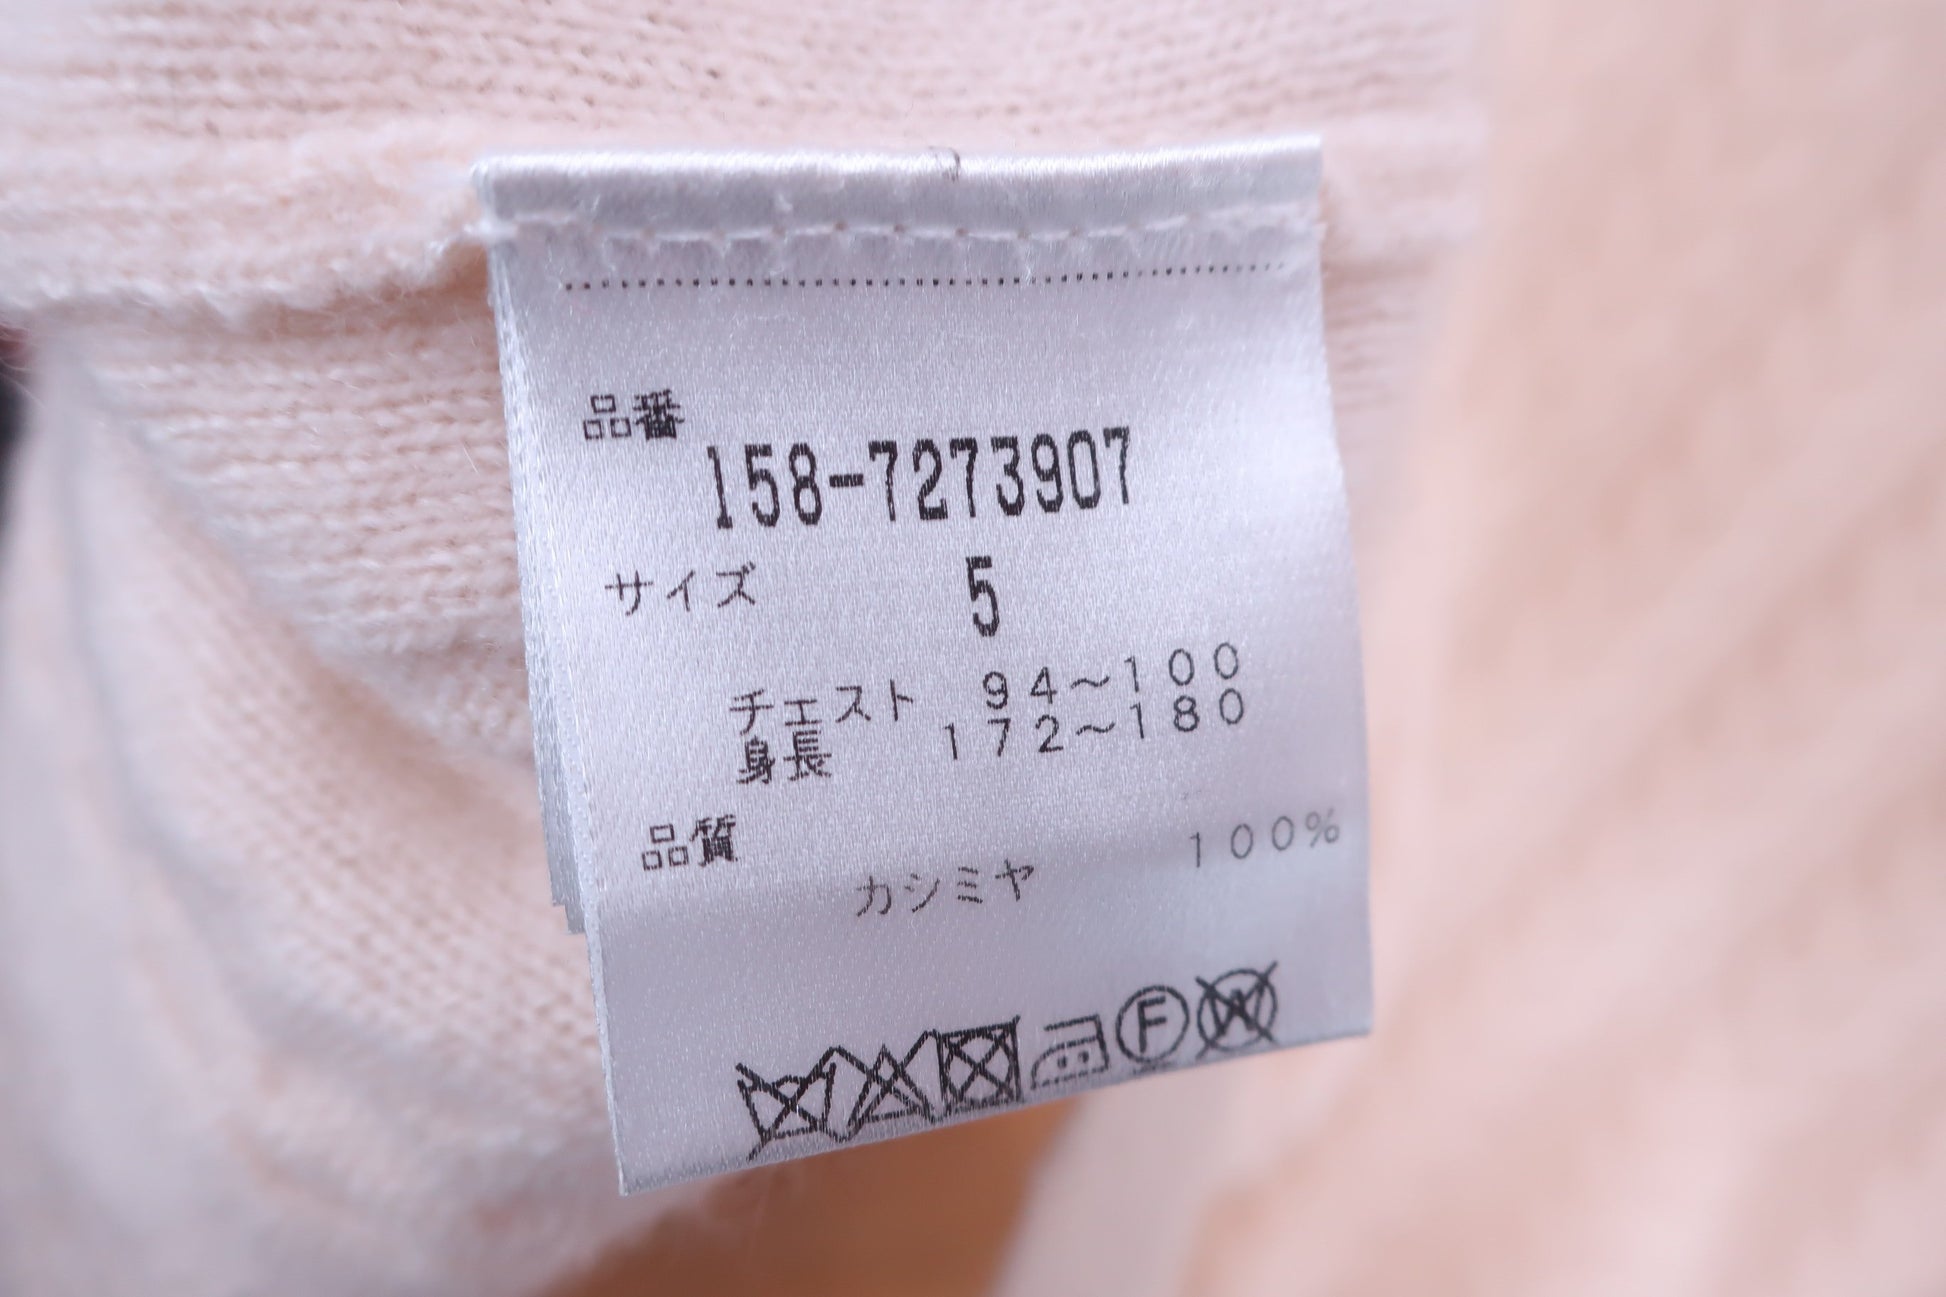 品番
158-7273907
サイズ 5
チェスト 94～100
身長 172～180
品質
カシミヤ 100%
F W